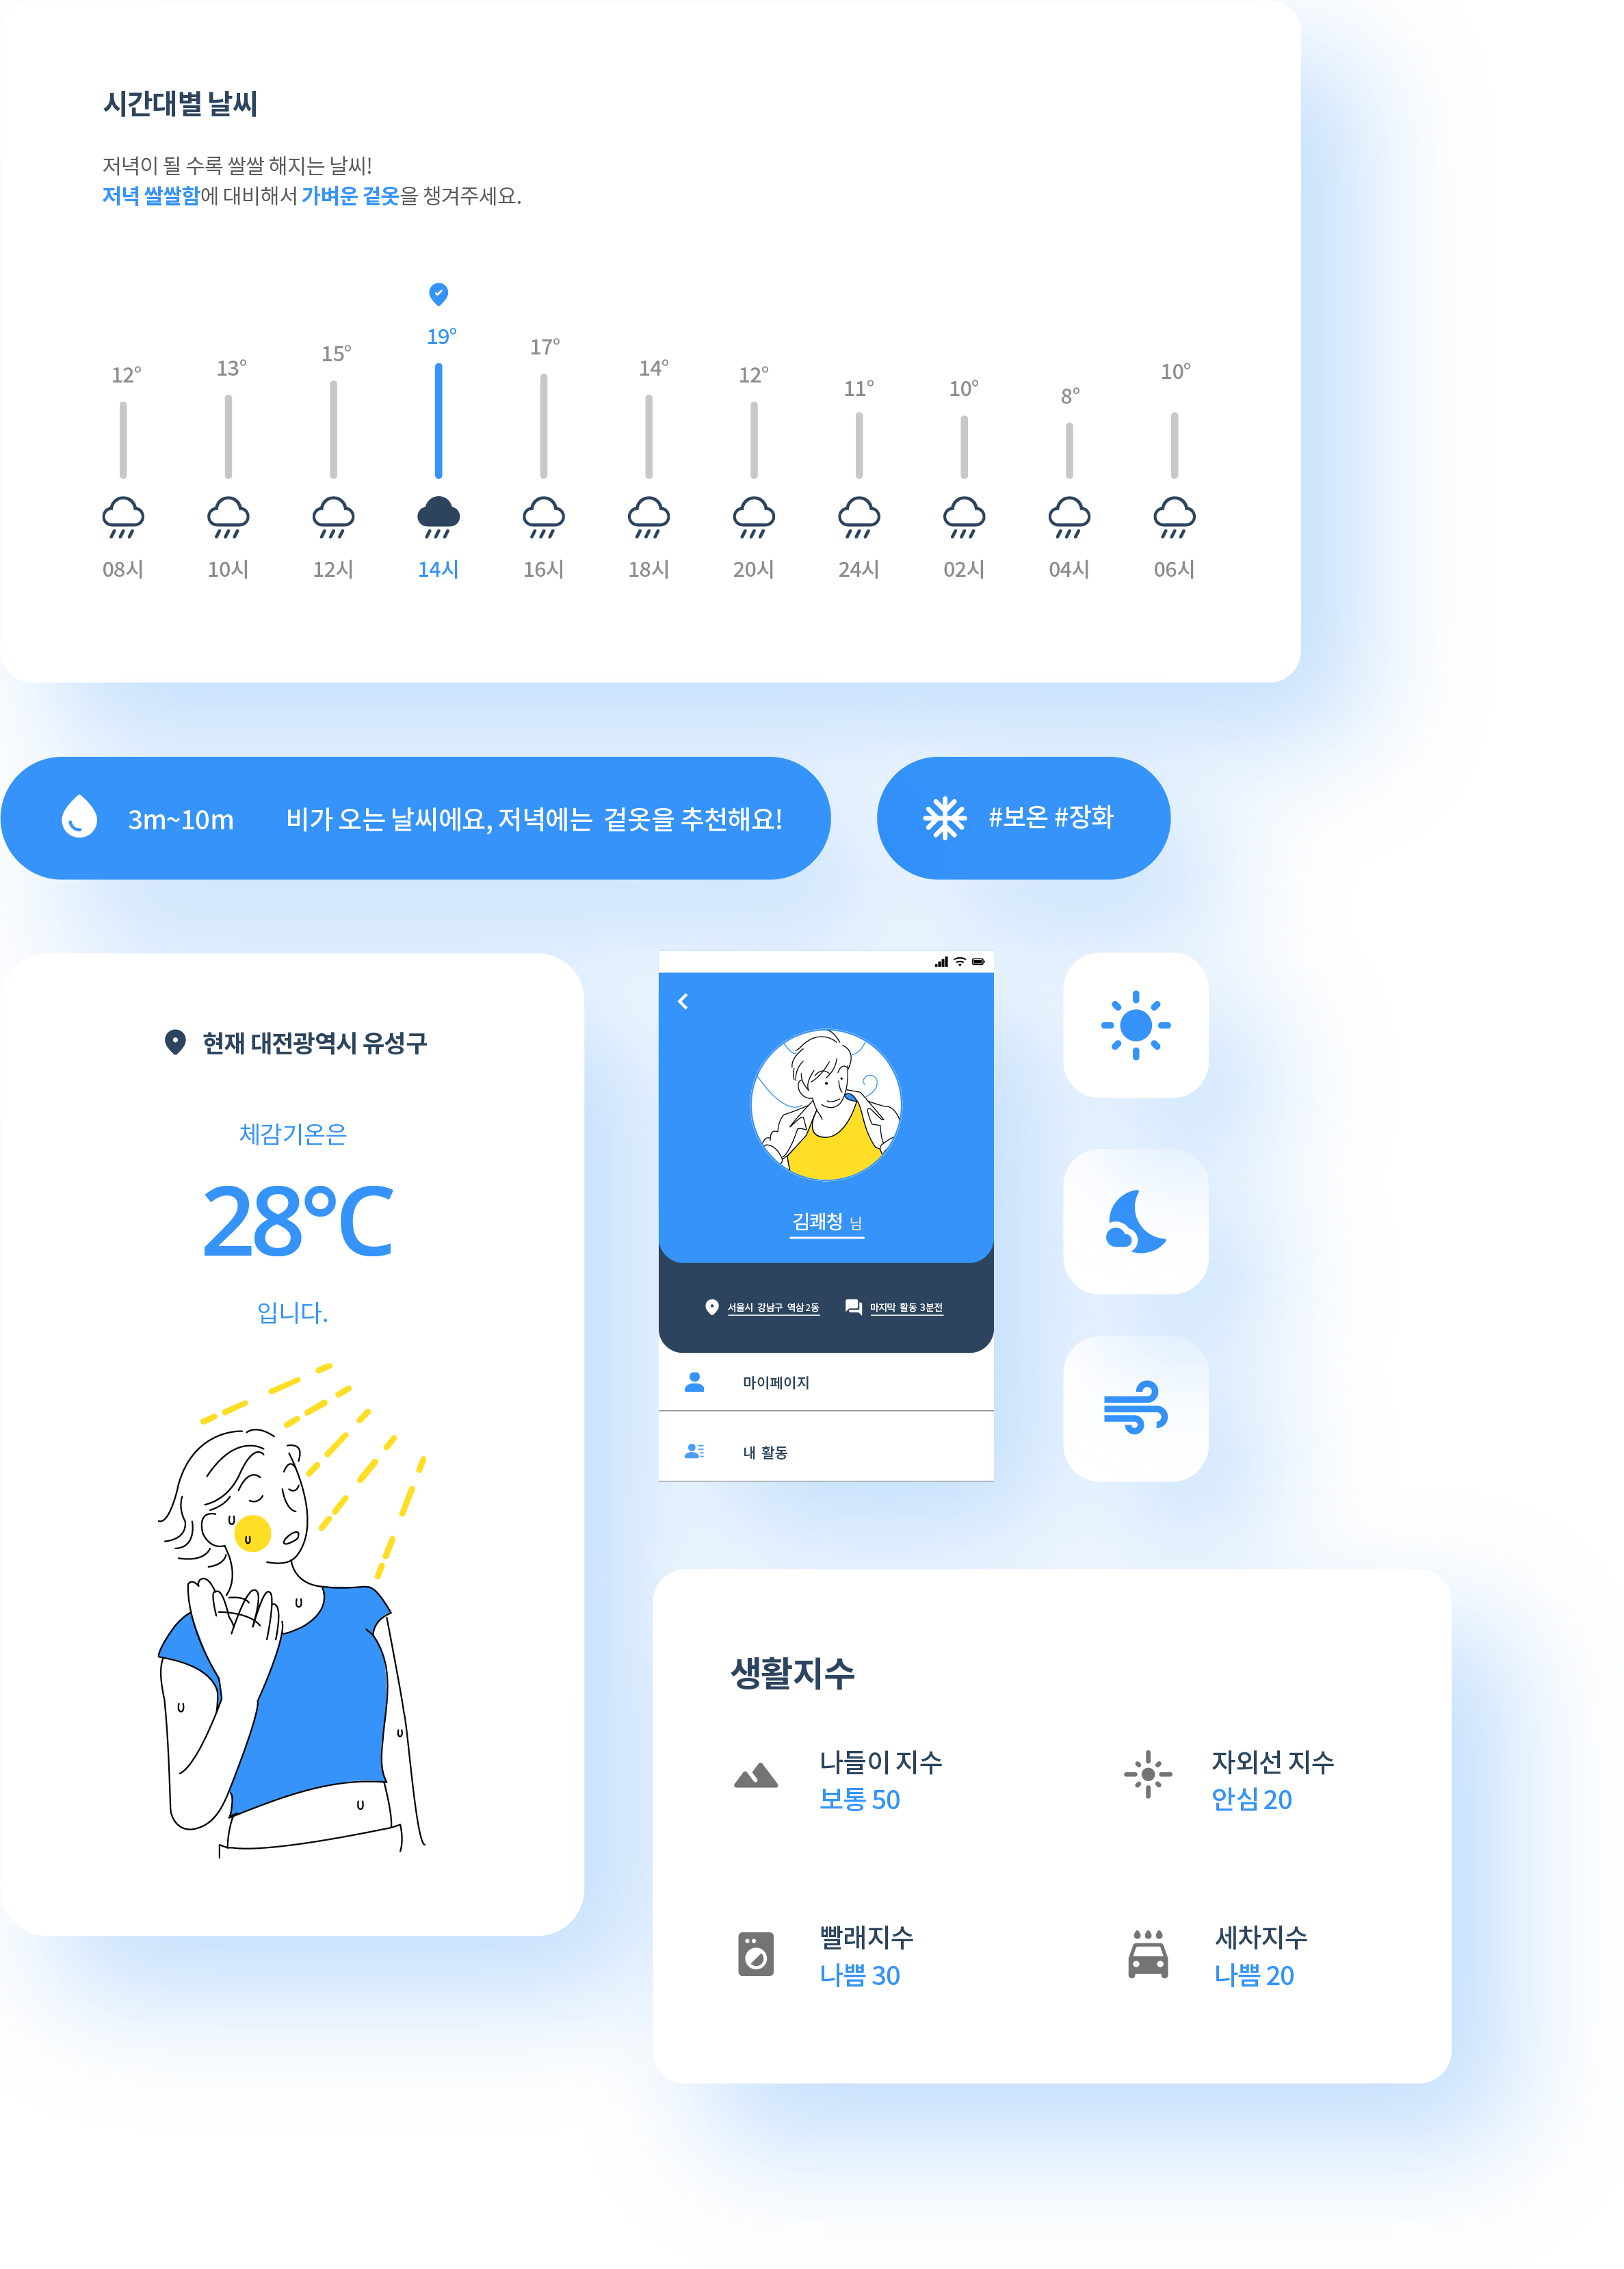 시간대별 날씨
저녁이 될 수록 쌀쌀 해지는 날씨!
저녁 쌀쌀함에 대비해서 가벼운 겉옷을 챙겨주세요.
12° 13° 15° 19° 17° 14° 12° 11° 10° 8° 10°
08시 10시 12시 14시 16시 18시 20시 24시 02시 04시 06시
3m~10m 비가 오는 날씨에요, 저녁에는 겉옷을 추천해요!
#보온 #장화
현재 대전광역시 유성구
체감기온은
28°C
입니다.
김쾌청 님
서울시 강남구 역삼2동 마지막 활동 3분전
마이페이지
내 활동
생활지수
나들이 지수
보통 50
자외선 지수
안심 20
빨래지수
나쁨 30
세차지수
나쁨 20